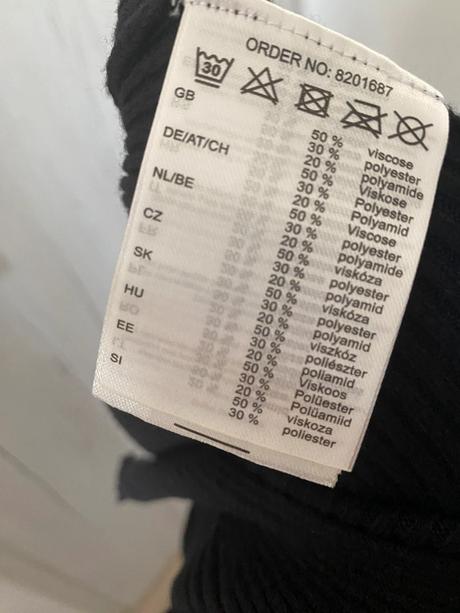 ORDER NO: 8201687
30
GB 50 % viscose
30 % polyester
20 % polyamide
DE/AT/CH 50 % Viskose
30 % Polyester
20 % Polyamid
NL/BE 50 % Viscose
30 % polyester
20 % polyamide
CZ 50 % viskóza
30 % polyester
20 % polyamid
SK 50 % viskóza
30 % polyester
20 % polyamid
HU 50 % viszkóz
30 % poliészter
20 % poliamid
EE 50 % Viskoos
30 % Polüester
20 % Polüamiid
SI 50 % viskoza
30 % poliester